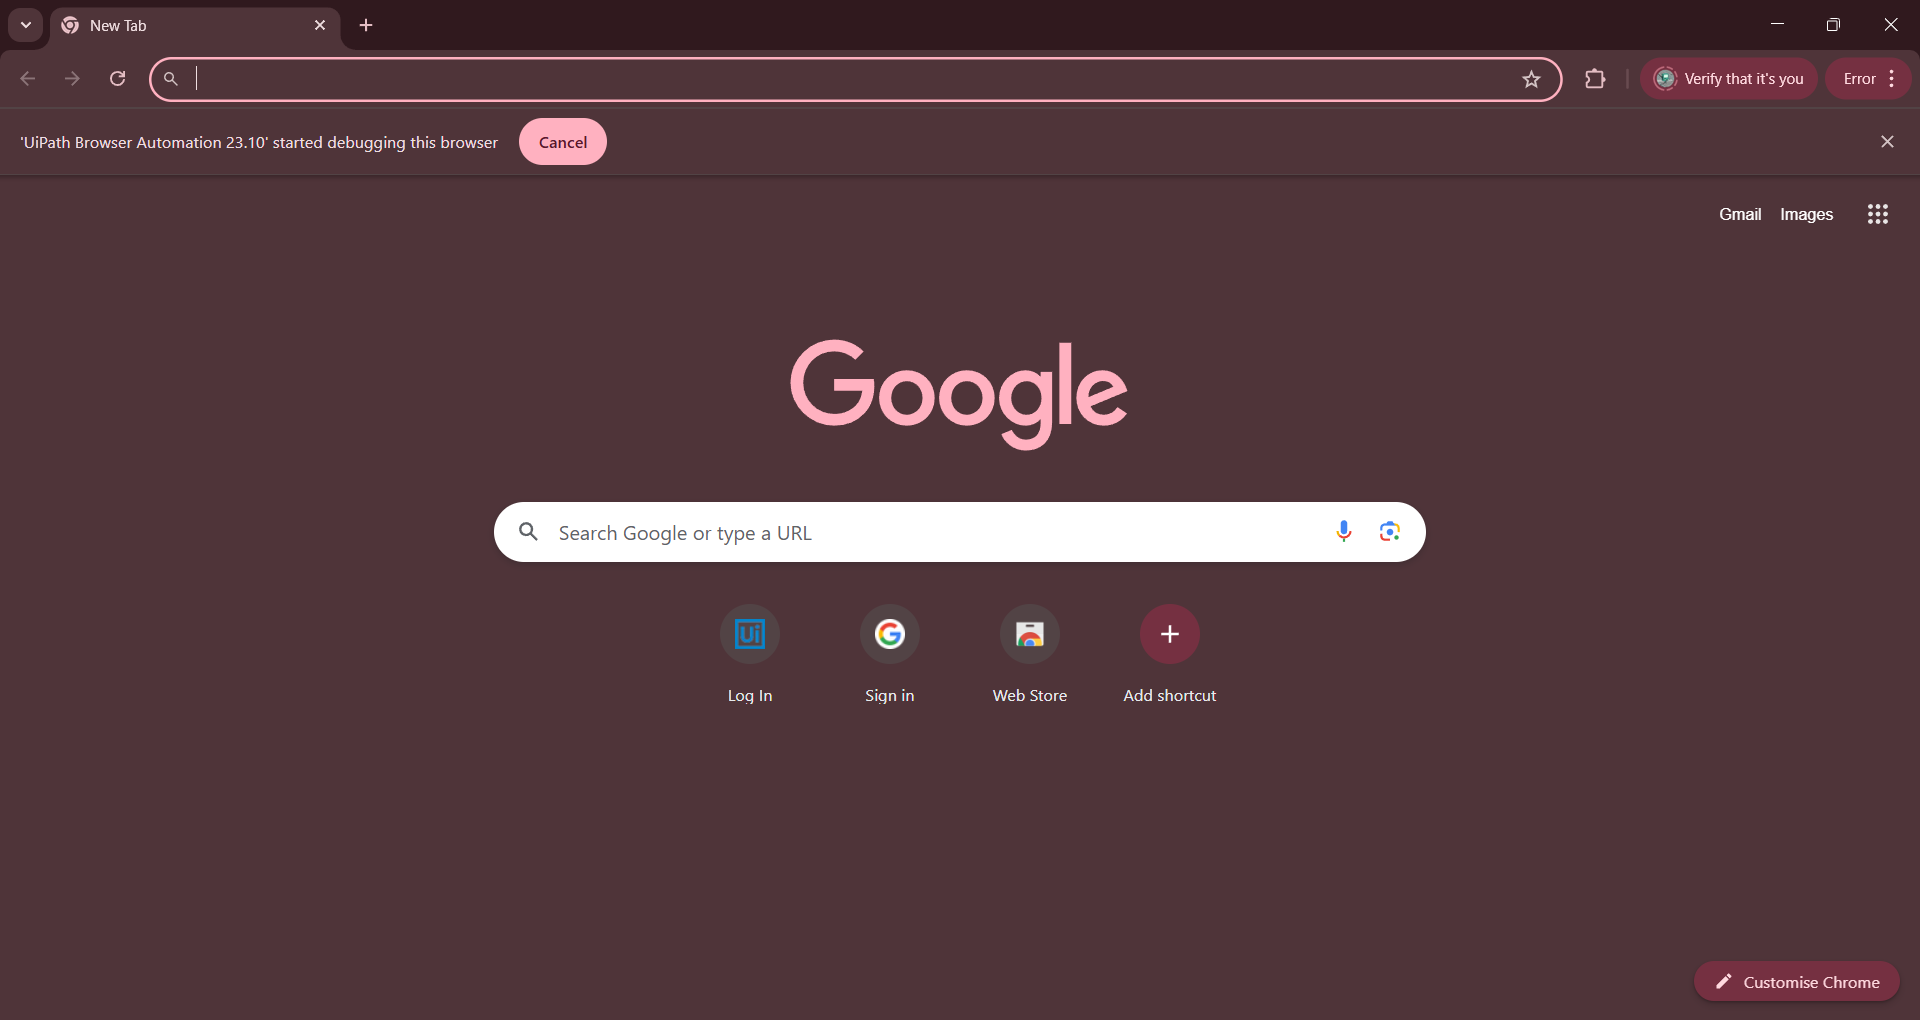 New Tab
Verify that it's you
Error
'UiPath Browser Automation 23.10' started debugging this browser
Cancel
Gmail
Images
Google
Search Google or type a URL
Ui
G
Log In
Sign in
Web Store
Add shortcut
Customise Chrome